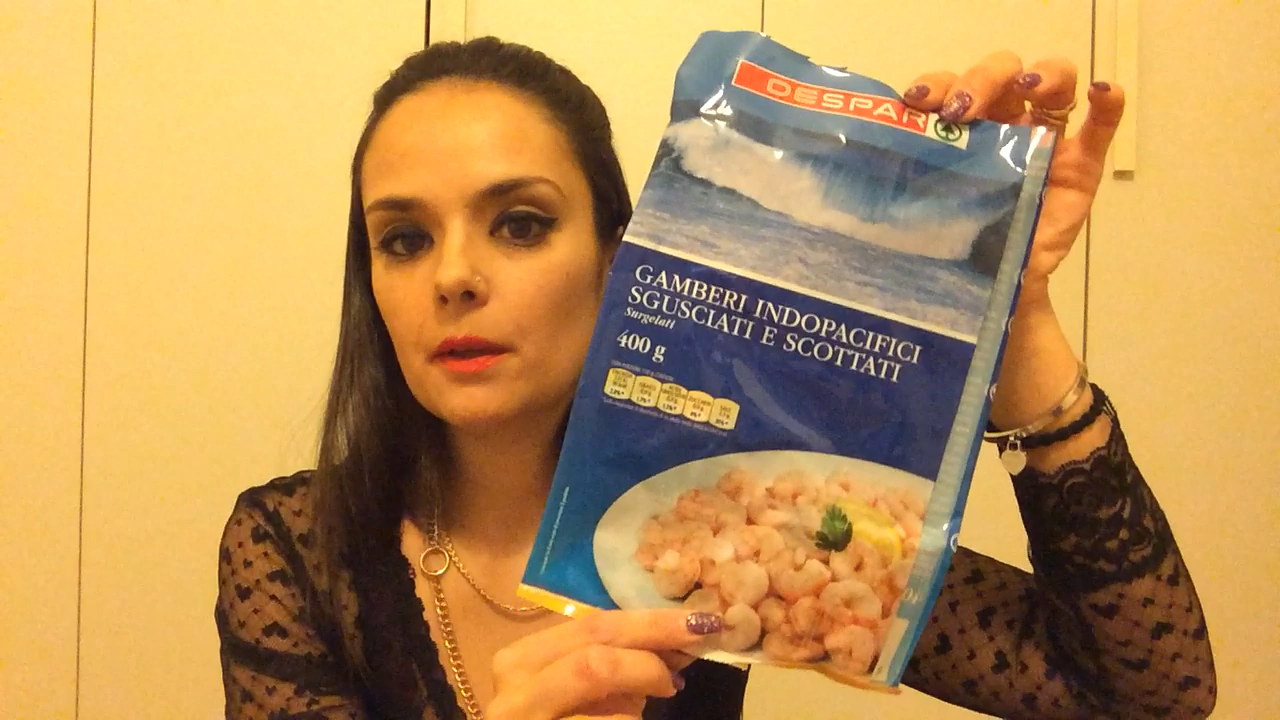 DESPAR
GAMBERI INDOPACIFICI
SGUSCIATI E SCOTTATI
Surgelati
400 g